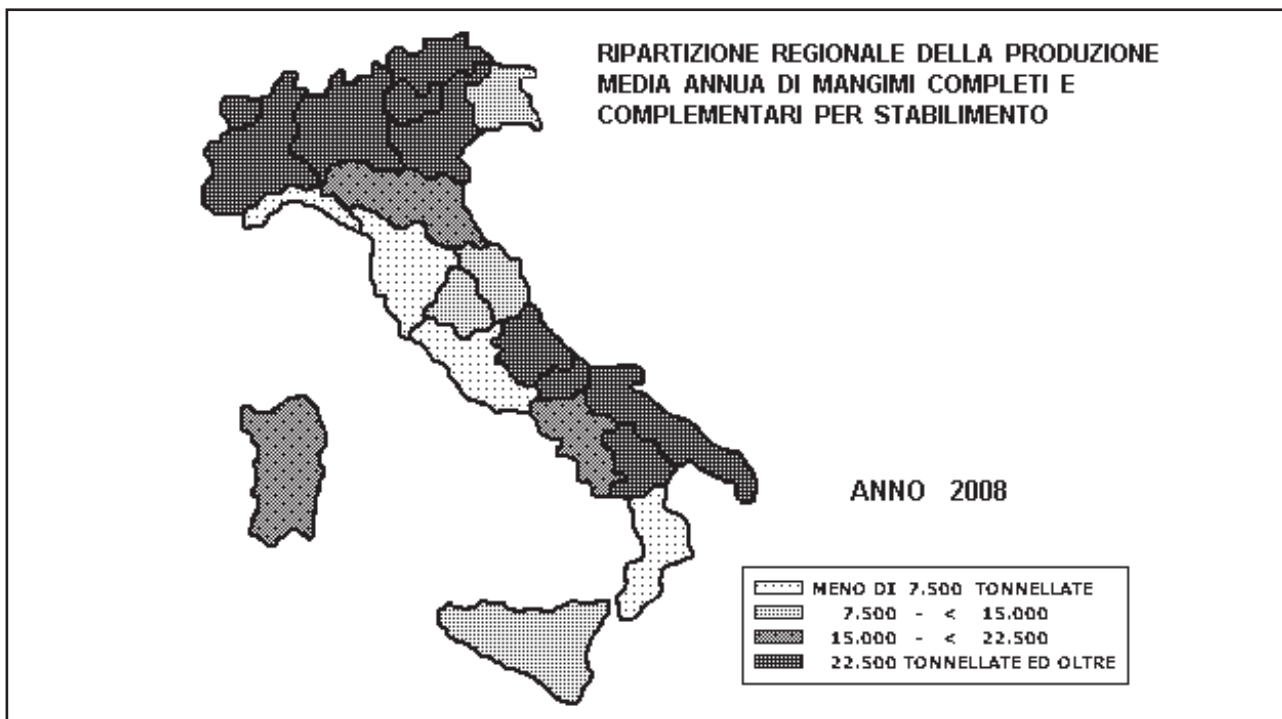 RIPARTIZIONE REGIONALE DELLA PRODUZIONE
MEDIA ANNUA DI MANGIMI COMPLETI E
COMPLEMENTARI PER STABILIMENTO
ANNO 2008
MENO DI 7.500 TONNELLATE
7.500 - < 15.000
15.000 - < 22.500
22.500 TONNELLATE ED OLTRE